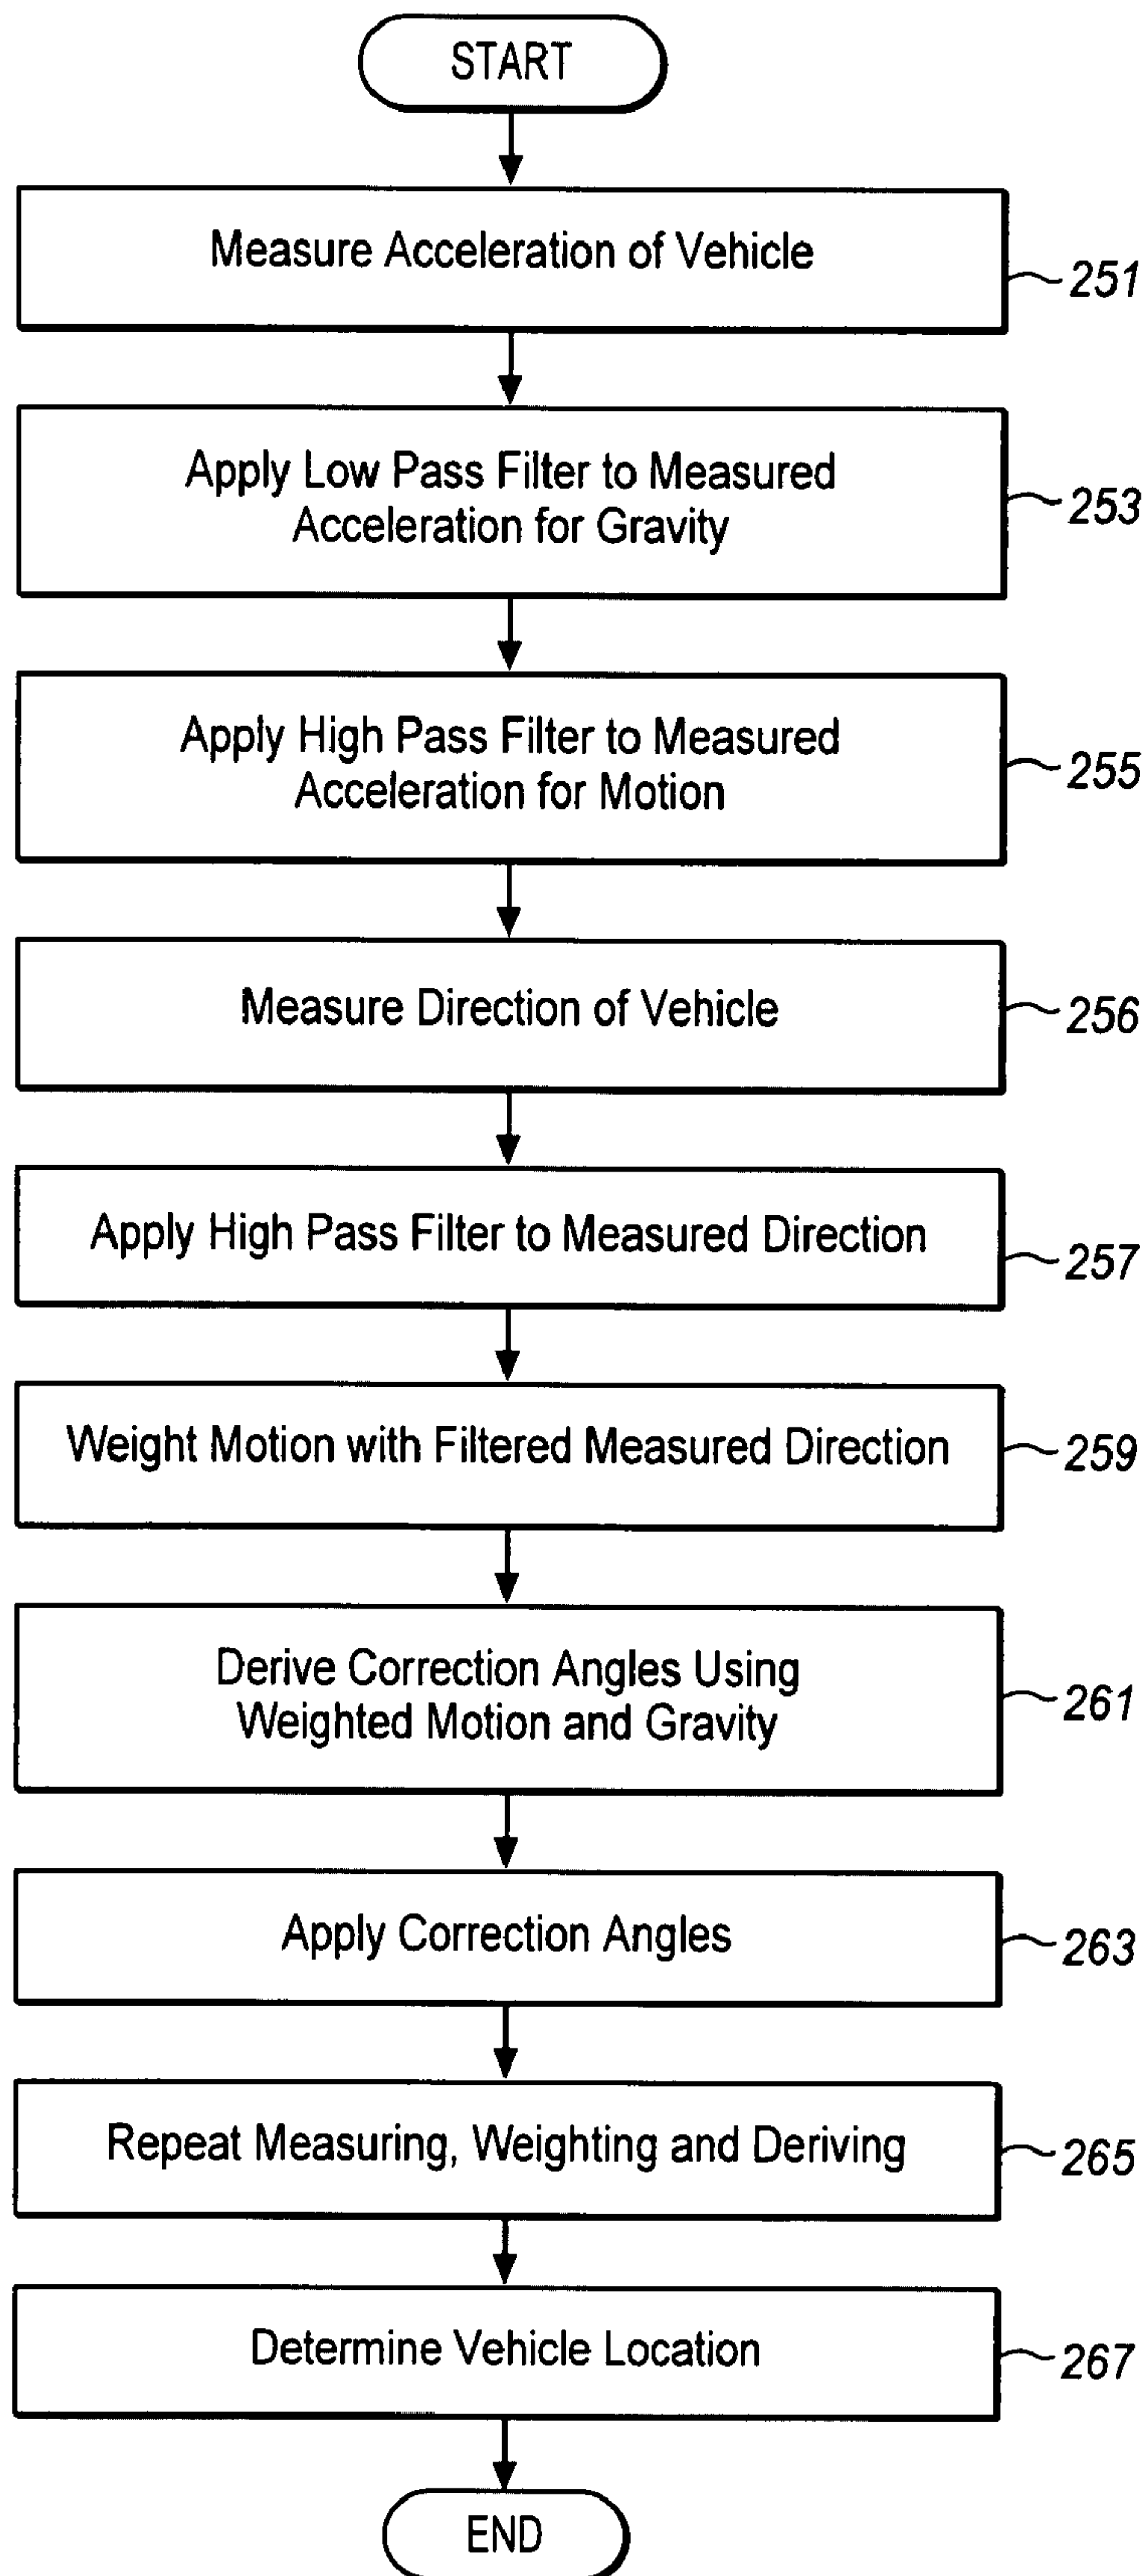 START
Measure Acceleration of Vehicle
251
Apply Low Pass Filter to Measured
Acceleration for Gravity
253
Apply High Pass Filter to Measured
Acceleration for Motion
255
Measure Direction of Vehicle
256
Apply High Pass Filter to Measured Direction
257
Weight Motion with Filtered Measured Direction
259
Derive Correction Angles Using
Weighted Motion and Gravity
261
Apply Correction Angles
263
Repeat Measuring, Weighting and Deriving
265
Determine Vehicle Location
267
END